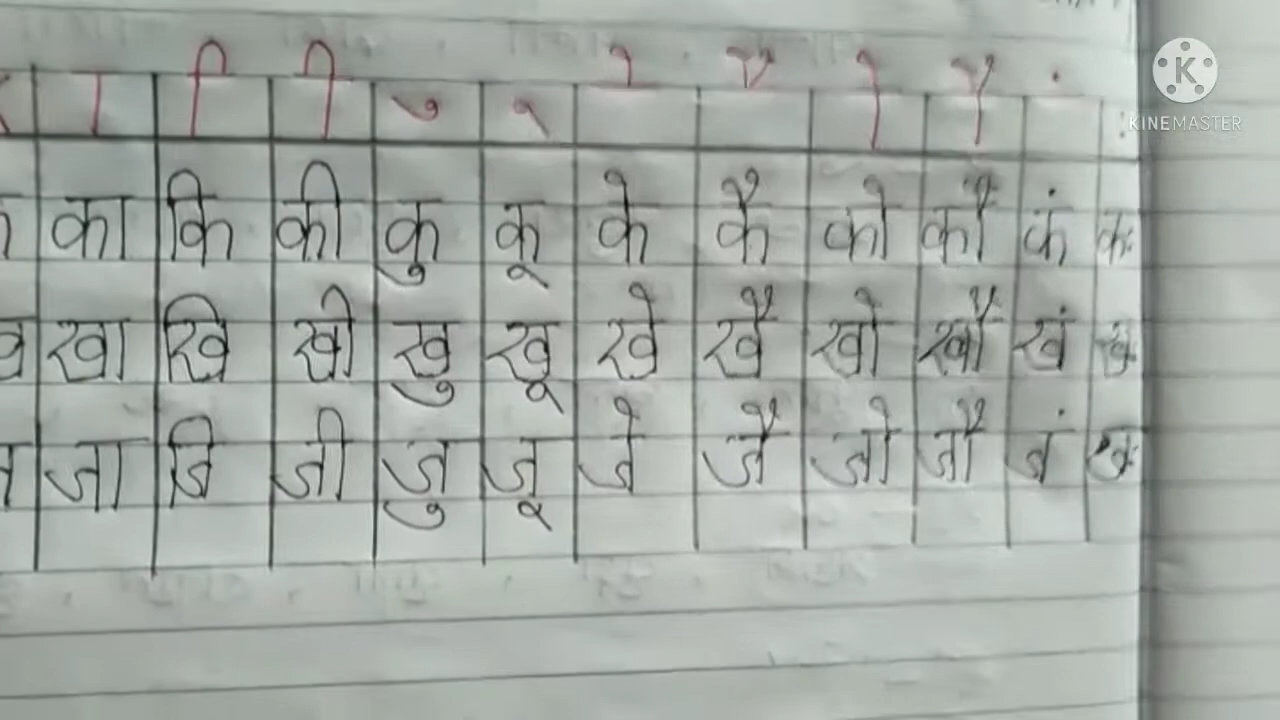 ा ि ी ु ू े ै ो ौ ं :
का कि की कु कू के कै को कौ कं कः
ख खा खि खी खु खू खे खै खो खौ खं खः
जा जि जी जु जू जे जै जो जौ जं खः
K
KINEMASTER